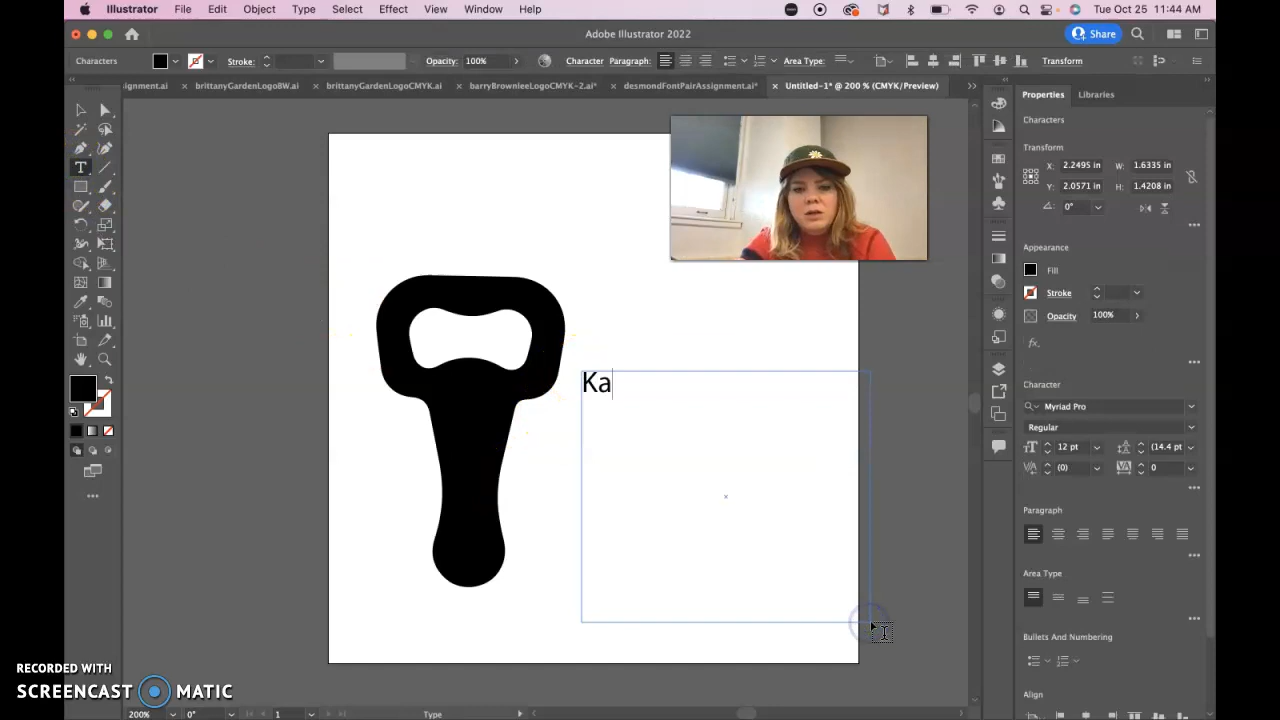 Illustrator File Edit Object Type Select Effect View Window Help Tue Oct 25 11:44 AM
Adobe Illustrator 2022 Share
Characters Stroke: Opacity: 100% Character Paragraph: Area Type: Transform
ignment.ai × brittanyGardenLogoBW.ai × brittanyGardenLogoCMYK.ai × barryBrownleeLogoCMYK-2.ai* × desmondFontPairAssignment.ai* × Untitled-1* @ 200 % (CMYK/Preview)
Properties Libraries
Characters
Transform
X: 2.2495 in W: 1.6335 in
Y: 2.0571 in H: 1.4208 in
0°
Appearance
Fill
Stroke
Opacity 100%
Character
Myriad Pro
Regular
12 pt (14.4 pt
(0) 0
Paragraph
Area Type
Bullets And Numbering
Align
Ka
RECORDED WITH
SCREENCAST MATIC
200% 0° 1 Type